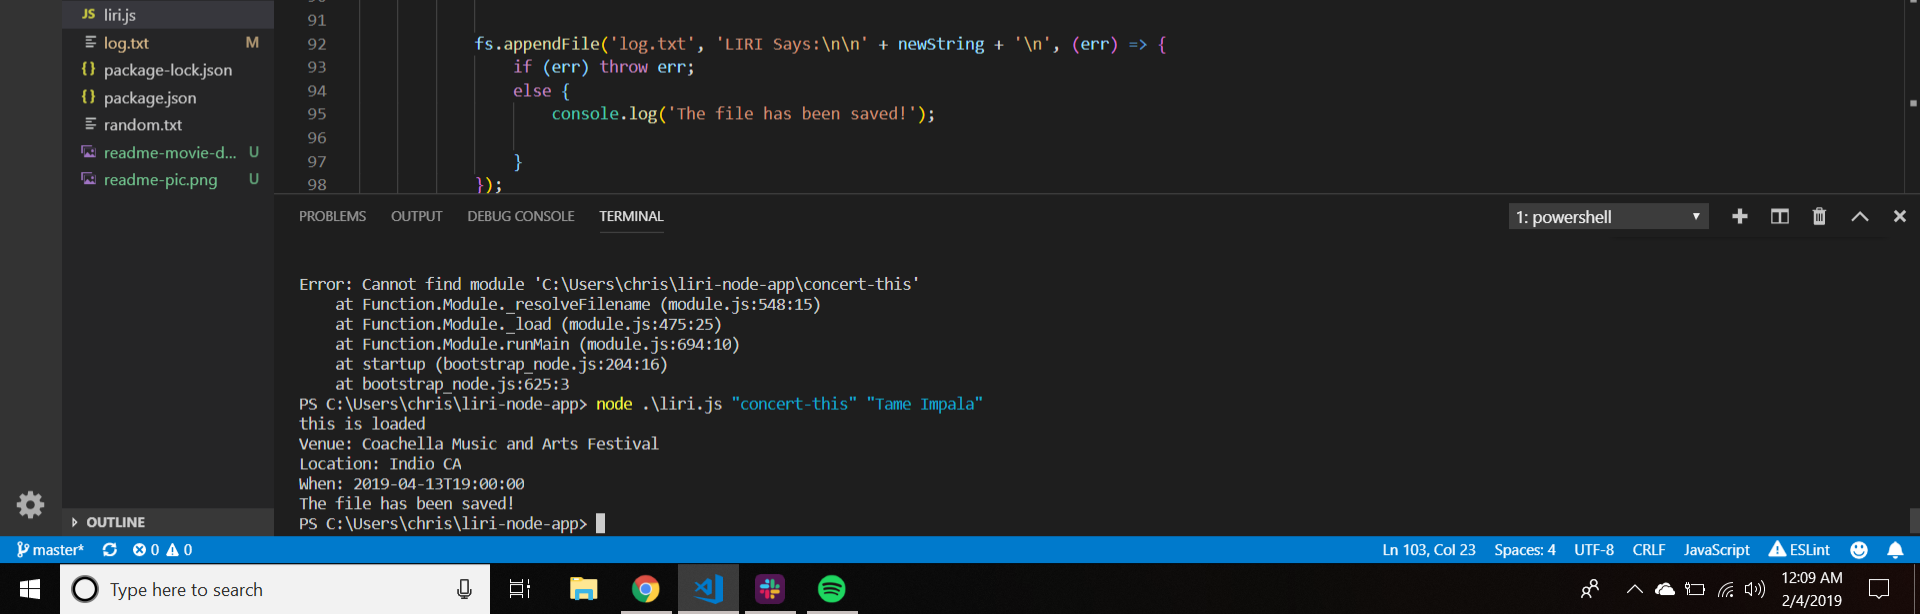 JS liri.js
log.txt M
{} package-lock.json
{} package.json
random.txt
readme-movie-d... U
readme-pic.png U
OUTLINE
91
92 fs.appendFile('log.txt', 'LIRI Says:\n\n' + newString + '\n', (err) => {
93 if (err) throw err;
94 else {
95 console.log('The file has been saved!');
96
97 }
98 });
PROBLEMS OUTPUT DEBUG CONSOLE TERMINAL 1: powershell
Error: Cannot find module 'C:\Users\chris\liri-node-app\concert-this'
at Function.Module._resolveFilename (module.js:548:15)
at Function.Module._load (module.js:475:25)
at Function.Module.runMain (module.js:694:10)
at startup (bootstrap_node.js:204:16)
at bootstrap_node.js:625:3
PS C:\Users\chris\liri-node-app> node .\liri.js "concert-this" "Tame Impala"
this is loaded
Venue: Coachella Music and Arts Festival
Location: Indio CA
When: 2019-04-13T19:00:00
The file has been saved!
PS C:\Users\chris\liri-node-app>
master* 0 0 Ln 103, Col 23 Spaces: 4 UTF-8 CRLF JavaScript ESLint
Type here to search
12:09 AM
2/4/2019